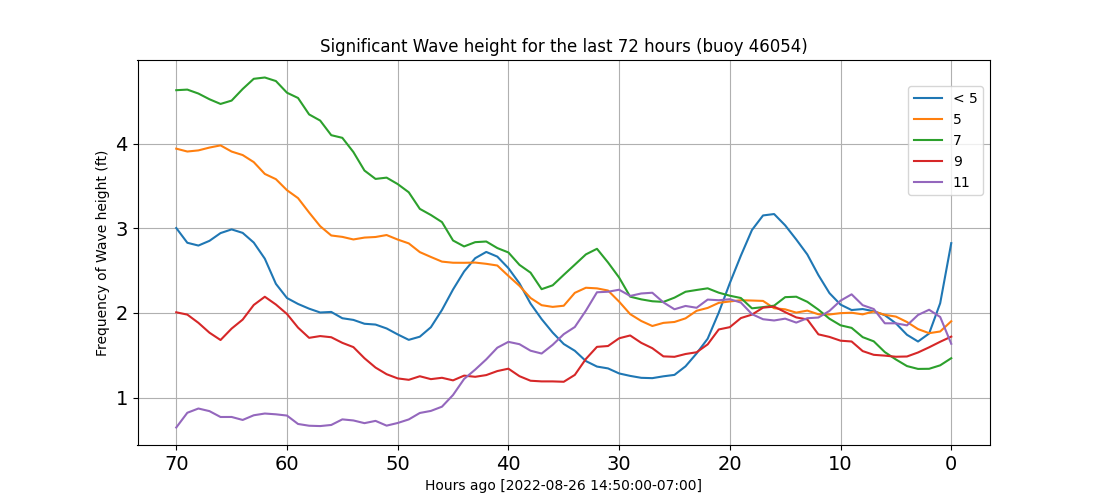 Significant Wave height for the last 72 hours (buoy 46054)
Frequency of Wave height (ft)
< 5
5
7
9
11
4
3
2
1
70 60 50 40 30 20 10 0
Hours ago [2022-08-26 14:50:00-07:00]